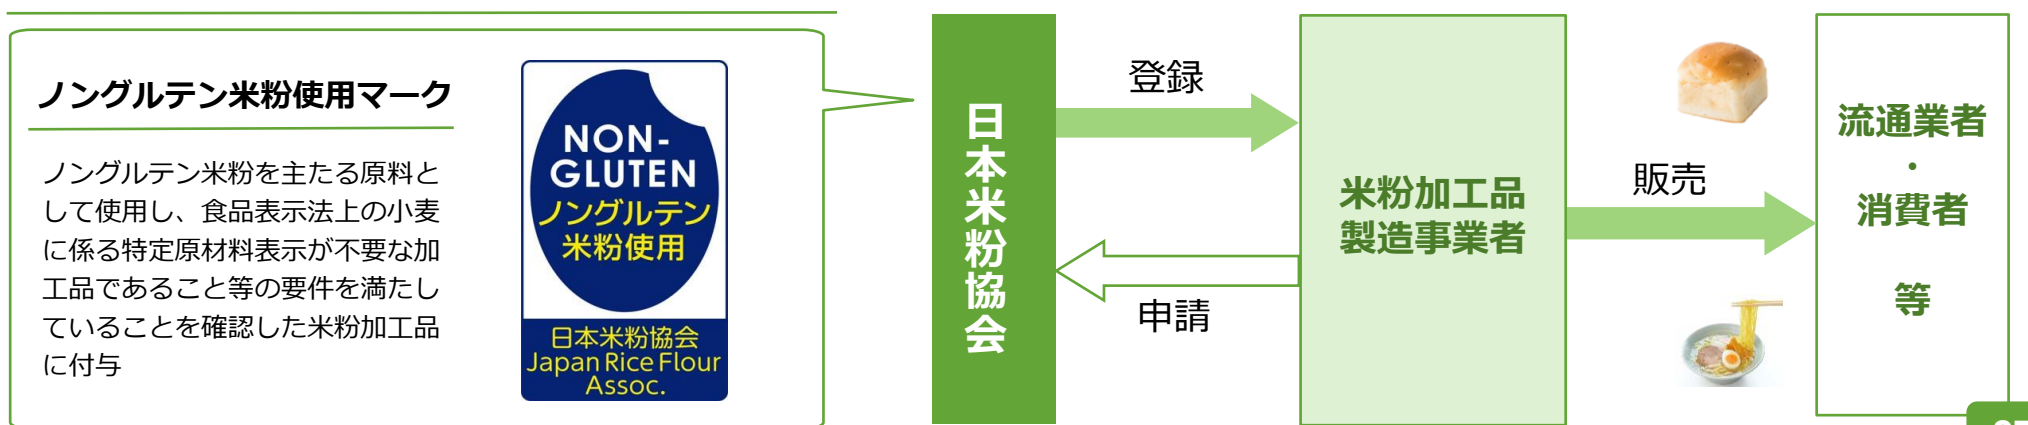 ノングルテン米粉使用マーク
ノングルテン米粉を主たる原料と
して使用し、食品表示法上の小麦
に係る特定原材料表示が不要な加
工品であること等の要件を満たし
ていることを確認した米粉加工品
に付与
NON-
GLUTEN
ノングルテン
米粉使用
日本米粉協会
Japan Rice Flour
Assoc.
日本米粉協会
登録
申請
米粉加工品
製造事業者
販売
流通業者
・
消費者
等